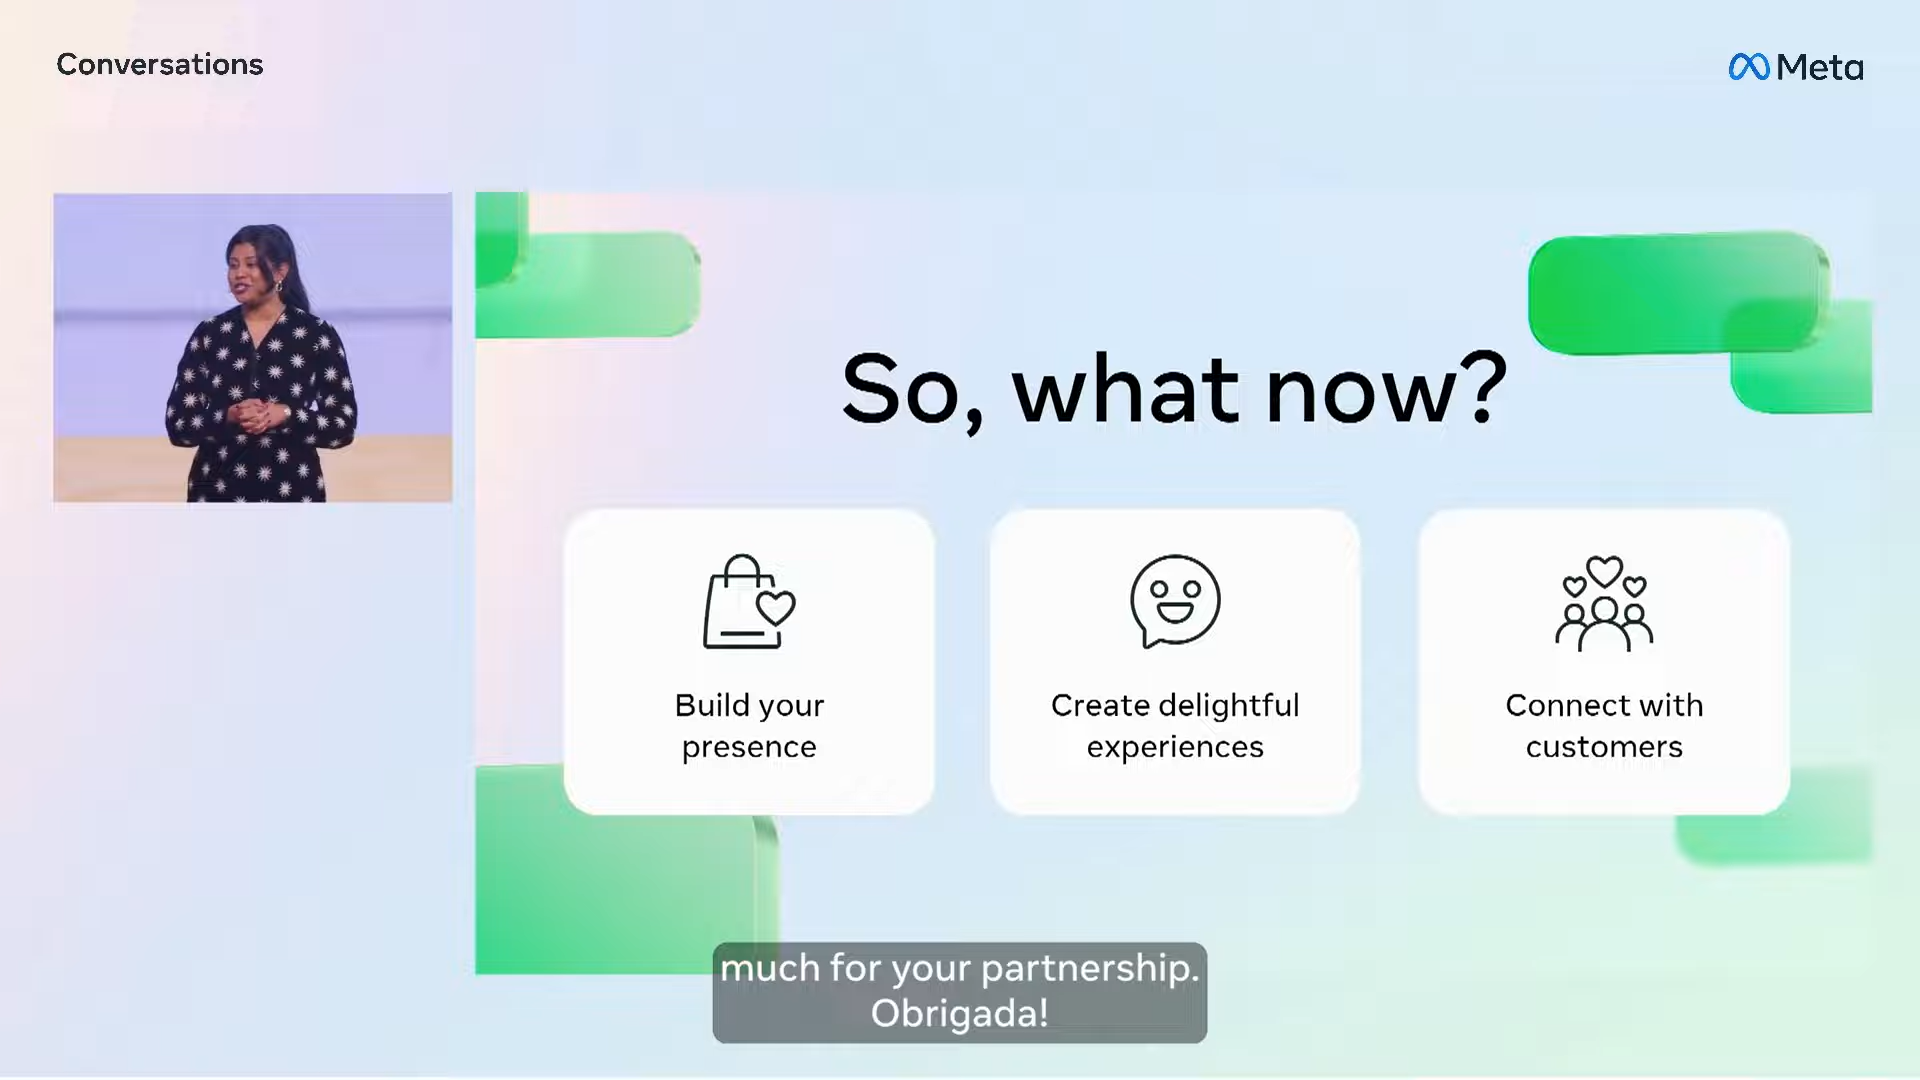 Conversations
Meta
So, what now?
Build your
presence
Create delightful
experiences
Connect with
customers
much for your partnership.
Obrigada!